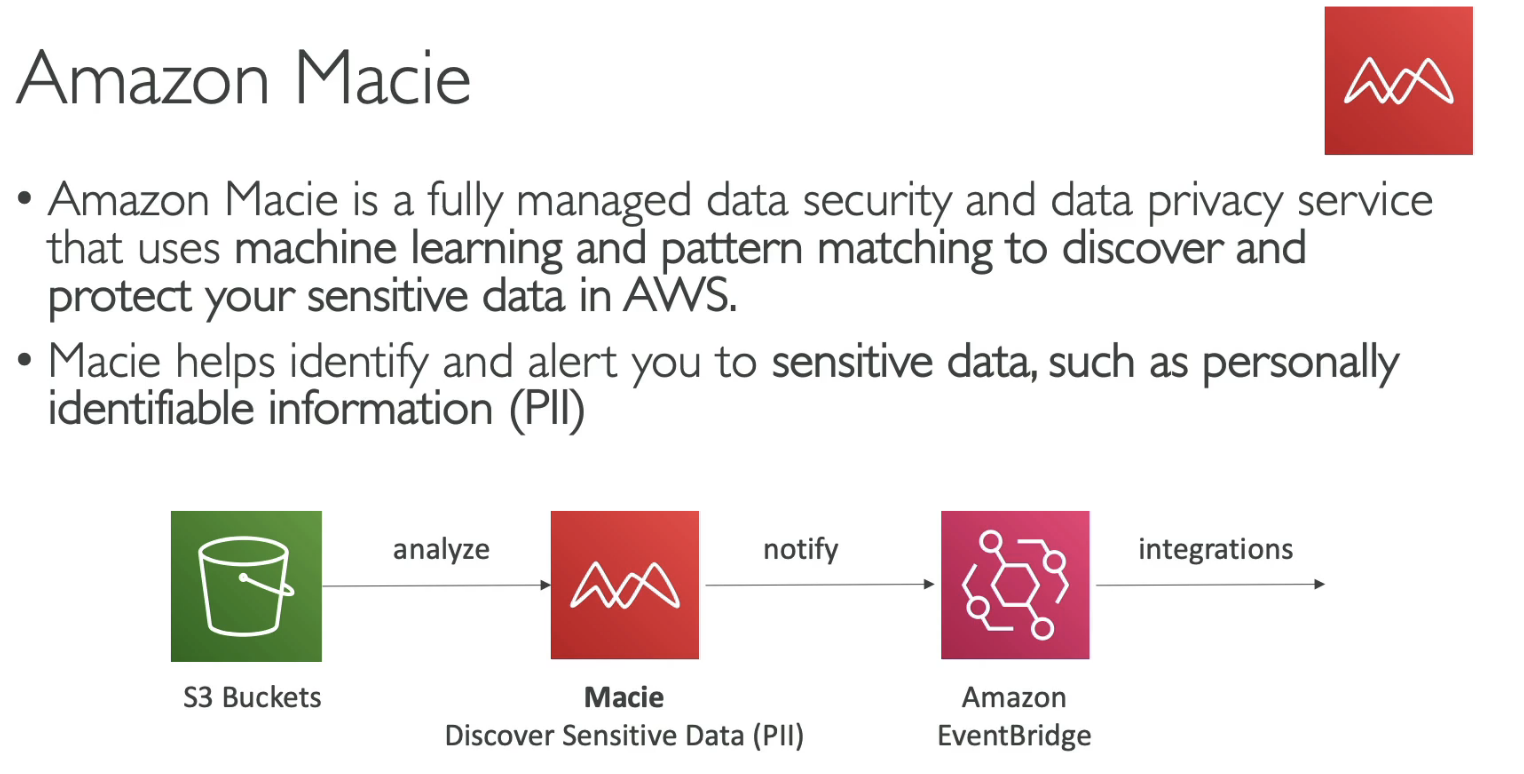 Amazon Macie
• Amazon Macie is a fully managed data security and data privacy service
that uses machine learning and pattern matching to discover and
protect your sensitive data in AWS.
• Macie helps identify and alert you to sensitive data, such as personally
identifiable information (PII)
analyze
notify
integrations
S3 Buckets
Macie
Discover Sensitive Data (PII)
Amazon
EventBridge